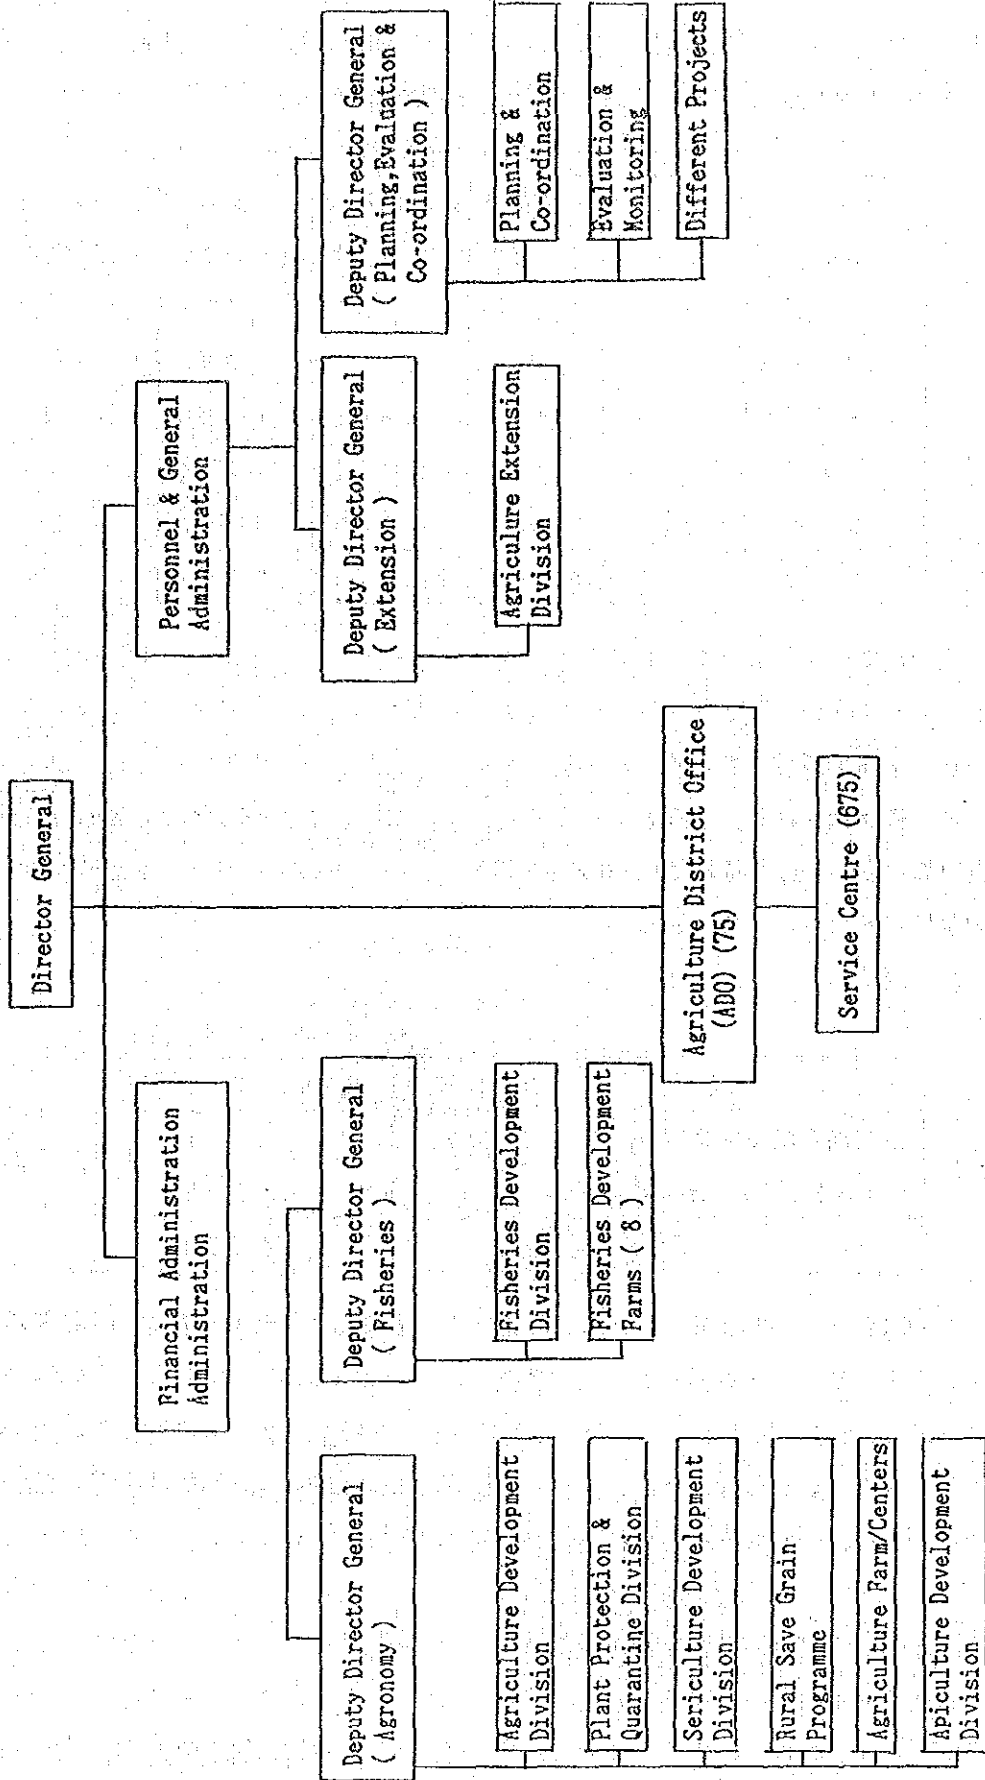 Director General
Financial Administration
Administration
Personnel & General
Administration
Deputy Director General
( Agronomy )
Deputy Director General
( Fisheries )
Deputy Director General
( Extension )
Deputy Director General
( Planning,Evaluation &
Co-ordination )
Agriculture Development
Division
Plant Protection &
Quarantine Division
Sericulture Development
Division
Rural Save Grain
Programme
Agriculture Farm/Centers
Apiculture Development
Division
Fisheries Development
Division
Fisheries Development
Farms ( 8 )
Agriculure Extension
Division
Planning &
Co-ordination
Evaluation &
Monitoring
Different Projects
Agriculture District Office
(ADO) (75)
Service Centre (675)